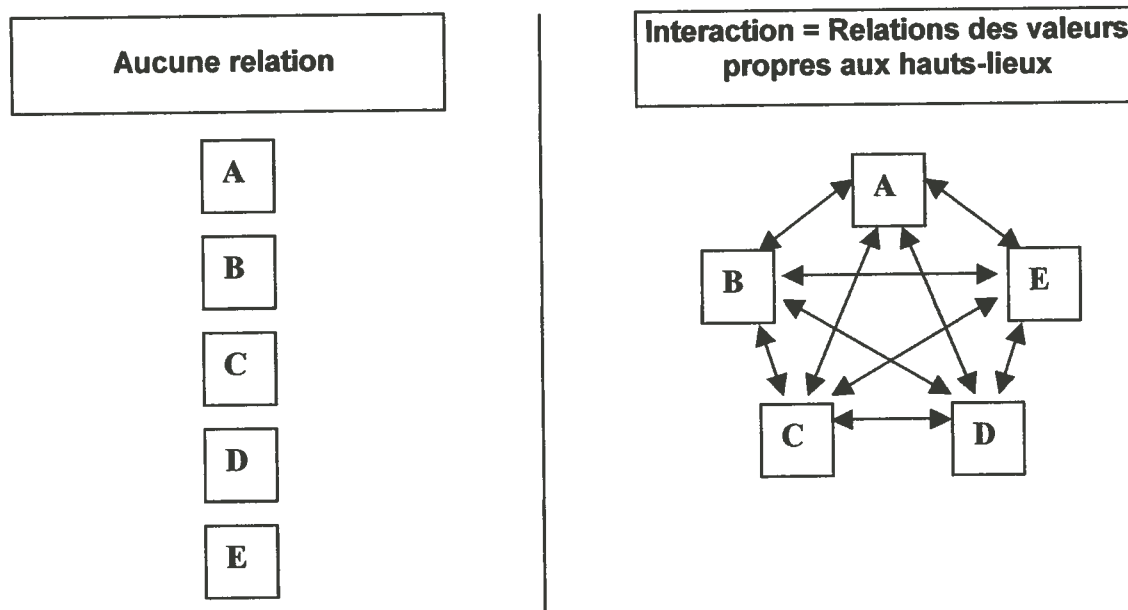 Aucune relation
A
B
C
D
E
Interaction = Relations des valeurs
propres aux hauts-lieux
A
B
E
C
D